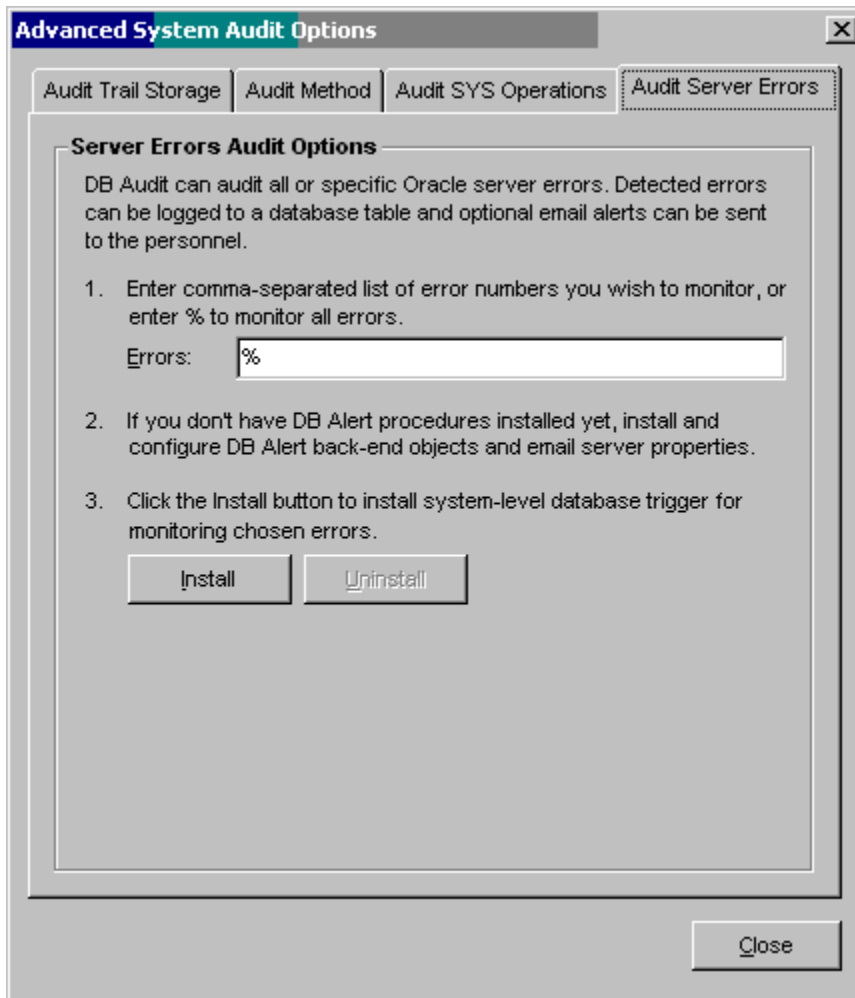 Advanced System Audit Options
Audit Trail Storage
Audit Method
Audit SYS Operations
Audit Server Errors
Server Errors Audit Options
DB Audit can audit all or specific Oracle server errors. Detected errors
can be logged to a database table and optional email alerts can be sent
to the personnel.
1. Enter comma-separated list of error numbers you wish to monitor, or
enter % to monitor all errors.
Errors: %
2. If you don't have DB Alert procedures installed yet, install and
configure DB Alert back-end objects and email server properties.
3. Click the Install button to install system-level database trigger for
monitoring chosen errors.
Install
Uninstall
Close